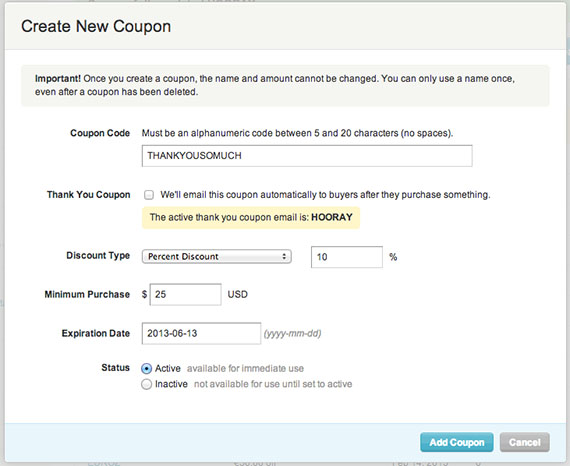 Create New Coupon
Important! Once you create a coupon, the name and amount cannot be changed. You can only use a name once,
even after a coupon has been deleted.
Coupon Code Must be an alphanumeric code between 5 and 20 characters (no spaces).
THANKYOUSOMUCH
Thank You Coupon We'll email this coupon automatically to buyers after they purchase something.
The active thank you coupon email is: HOORAY
Discount Type Percent Discount 10 %
Minimum Purchase $ 25 USD
Expiration Date 2013-06-13 (yyyy-mm-dd)
Status Active available for immediate use
Inactive not available for use until set to active
Add Coupon Cancel